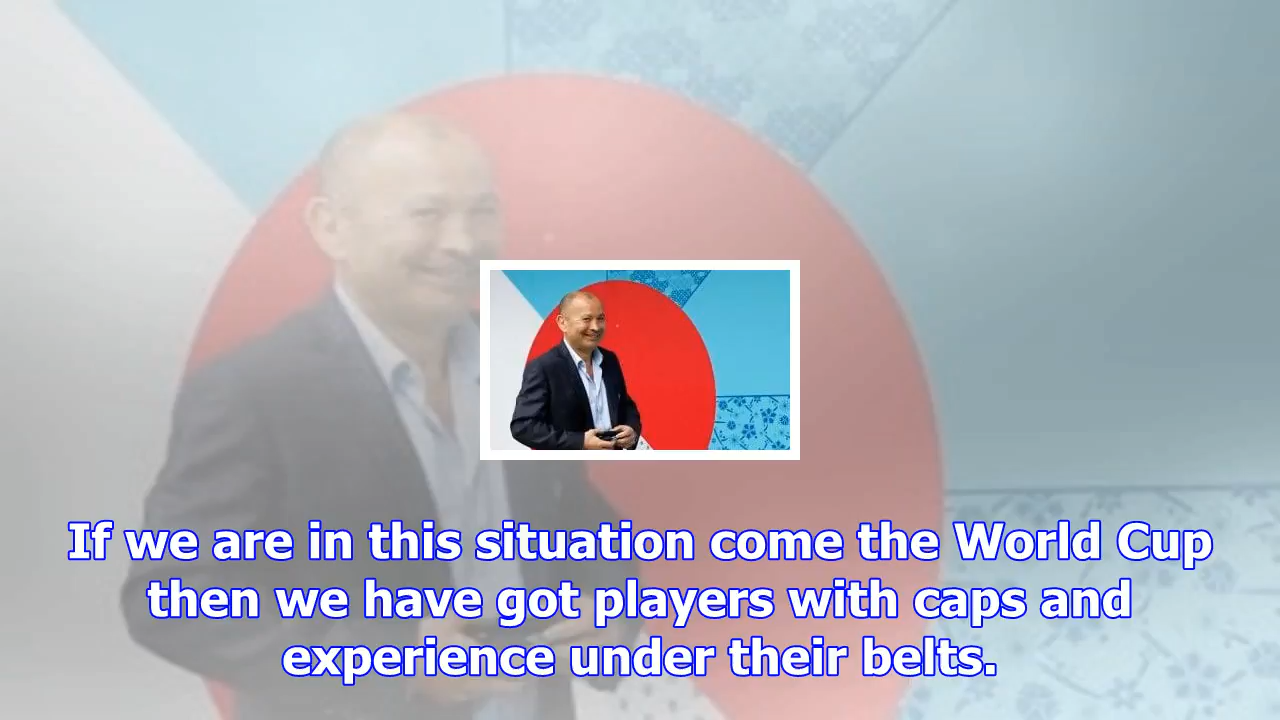 If we are in this situation come the World Cup
then we have got players with caps and
experience under their belts.